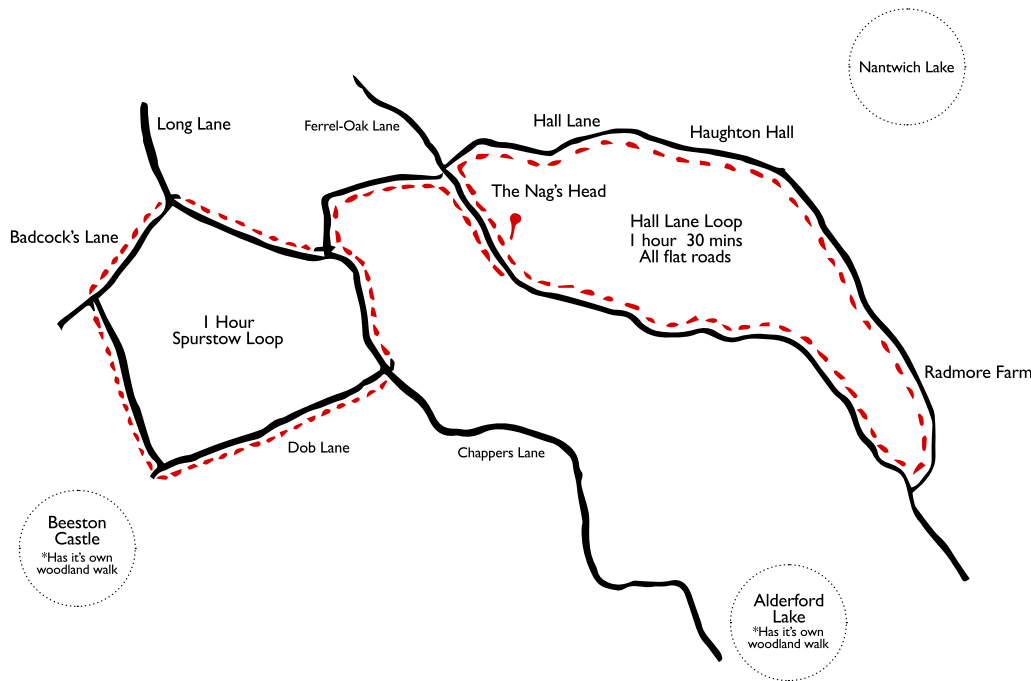 Nantwich Lake
Long Lane
Ferrel-Oak Lane
Hall Lane
Haughton Hall
The Nag's Head
Badcock's Lane
Hall Lane Loop
1 hour 30 mins
All flat roads
1 Hour
Spurstow Loop
Radmore Farm
Dob Lane
Chappers Lane
Beeston
Castle
*Has it's own
woodland walk
Alderford
Lake
*Has it's own
woodland walk